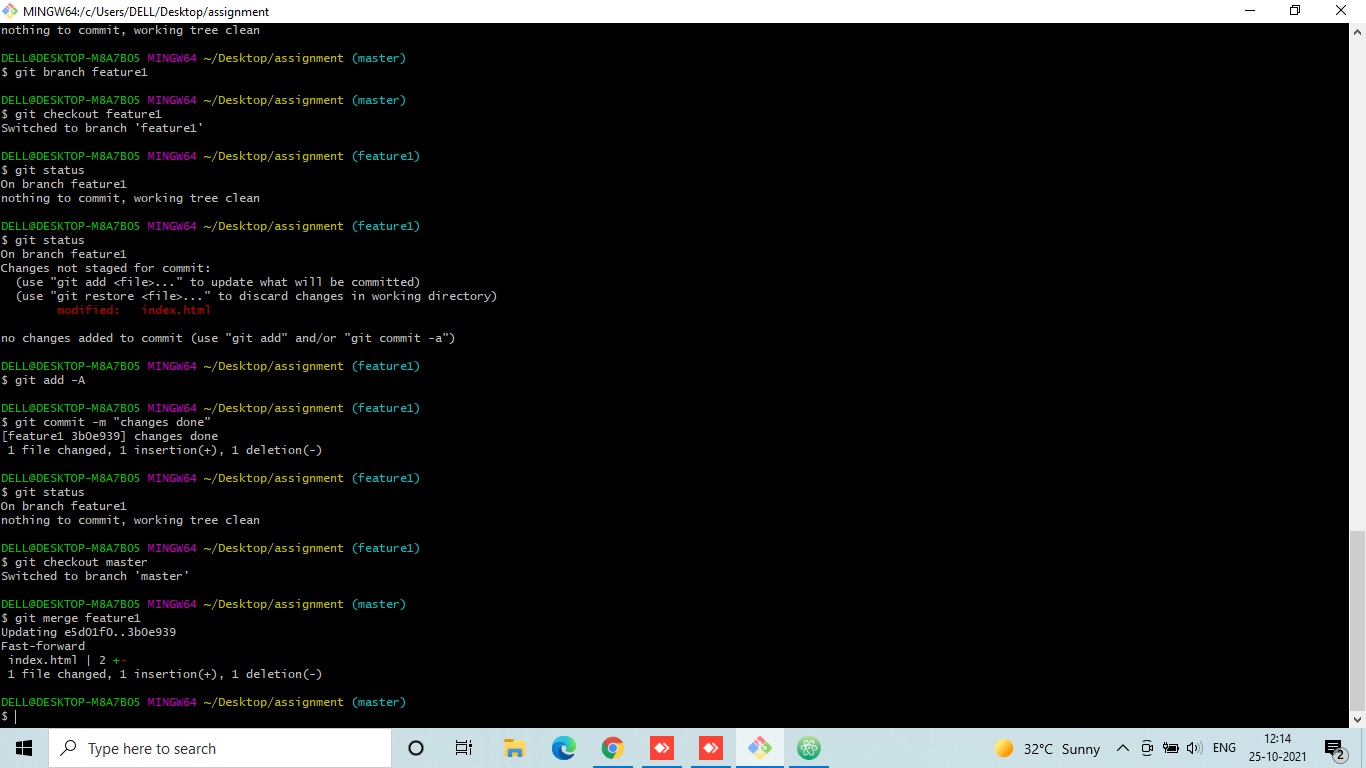 MINGW64:/c/Users/DELL/Desktop/assignment
nothing to commit, working tree clean
DELL@DESKTOP-M8A7BO5 MINGW64 ~/Desktop/assignment (master)
$ git branch feature1
DELL@DESKTOP-M8A7BO5 MINGW64 ~/Desktop/assignment (master)
$ git checkout feature1
Switched to branch 'feature1'
DELL@DESKTOP-M8A7BO5 MINGW64 ~/Desktop/assignment (feature1)
$ git status
On branch feature1
nothing to commit, working tree clean
DELL@DESKTOP-M8A7BO5 MINGW64 ~/Desktop/assignment (feature1)
$ git status
On branch feature1
Changes not staged for commit:
  (use "git add <file>..." to update what will be committed)
  (use "git restore <file>..." to discard changes in working directory)
        modified:   index.html
no changes added to commit (use "git add" and/or "git commit -a")
DELL@DESKTOP-M8A7BO5 MINGW64 ~/Desktop/assignment (feature1)
$ git add -A
DELL@DESKTOP-M8A7BO5 MINGW64 ~/Desktop/assignment (feature1)
$ git commit -m "changes done"
[feature1 3b0e939] changes done
 1 file changed, 1 insertion(+), 1 deletion(-)
DELL@DESKTOP-M8A7BO5 MINGW64 ~/Desktop/assignment (feature1)
$ git status
On branch feature1
nothing to commit, working tree clean
DELL@DESKTOP-M8A7BO5 MINGW64 ~/Desktop/assignment (feature1)
$ git checkout master
Switched to branch 'master'
DELL@DESKTOP-M8A7BO5 MINGW64 ~/Desktop/assignment (master)
$ git merge feature1
Updating e5d01f0..3b0e939
Fast-forward
 index.html | 2 +-
 1 file changed, 1 insertion(+), 1 deletion(-)
DELL@DESKTOP-M8A7BO5 MINGW64 ~/Desktop/assignment (master)
$
Type here to search
32°C Sunny
ENG
12:14
25-10-2021
2